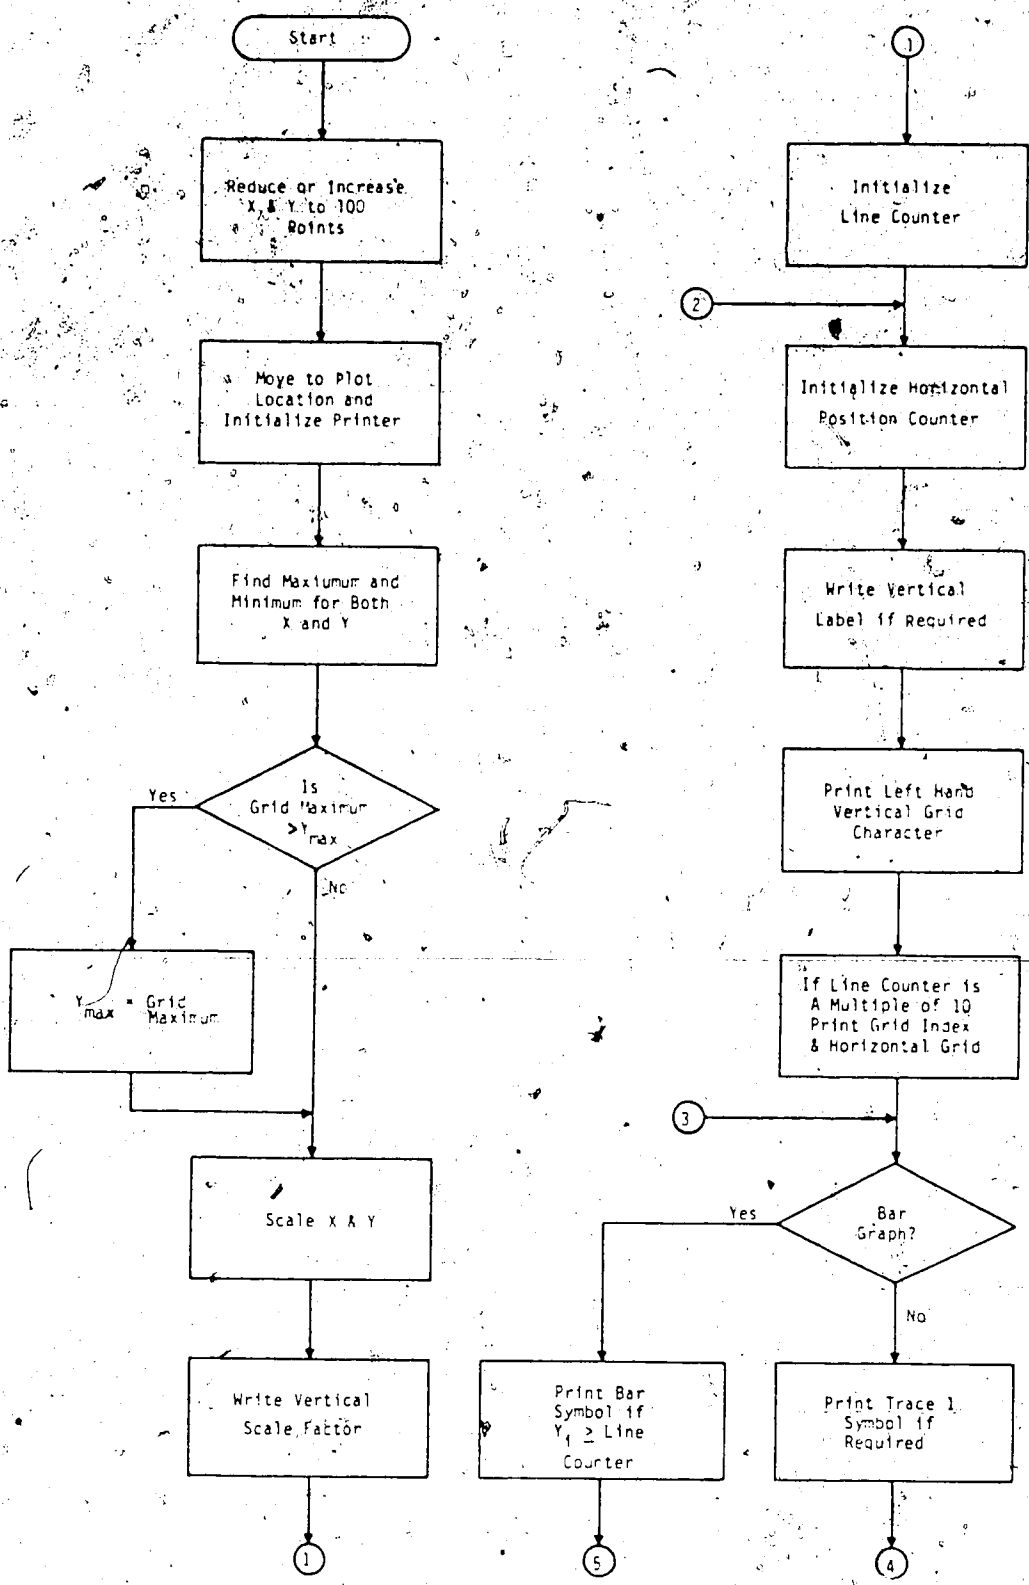 Start
Reduce or Increase
X & Y to 100
Points
Move to Plot
Location and
Initialize Printer
Find Maxiumum and
Minimum for Both
X and Y
Is
Grid Maximum
>Ymax
Yes
No
Ymax = Grid
Maximum
Scale X & Y
Write Vertical
Scale Factor
1
1
Initialize
Line Counter
2
Initialize Horizontal
Position Counter
Write Vertical
Label if Required
Print Left Hand
Vertical Grid
Character
If Line Counter is
A Multiple of 10
Print Grid Index
& Horizontal Grid
3
Bar
Graph?
Yes
No
Print Bar
Symbol if
Yi ≥ Line
Counter
Print Trace 1
Symbol if
Required
5
4